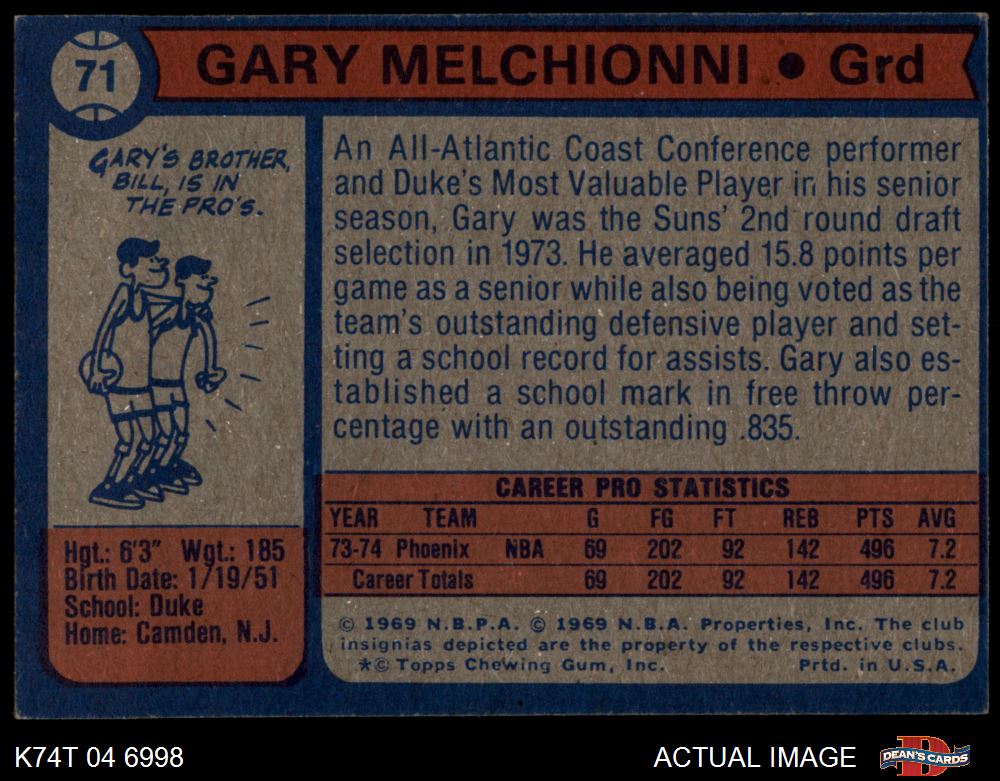 71
GARY MELCHIONNI • Grd
GARY'S BROTHER,
BILL, IS IN
THE PRO'S.
An All-Atlantic Coast Conference performer
and Duke's Most Valuable Player in his senior
season, Gary was the Suns' 2nd round draft
selection in 1973. He averaged 15.8 points per
game as a senior while also being voted as the
team's outstanding defensive player and set-
ting a school record for assists. Gary also es-
tablished a school mark in free throw per-
centage with an outstanding .835.
Hgt.: 6'3" Wgt.: 185
Birth Date: 1/19/51
School: Duke
Home: Camden, N.J.
CAREER PRO STATISTICS
YEAR TEAM G FG FT REB PTS AVG
73-74 Phoenix NBA 69 202 92 142 496 7.2
Career Totals 69 202 92 142 496 7.2
© 1969 N.B.P.A. © 1969 N.B.A. Properties, Inc. The club
insignias depicted are the property of the respective clubs.
*© Topps Chewing Gum, Inc. Prtd. in U.S.A.
K74T 04 6998 ACTUAL IMAGE
D
DEAN'S CARDS